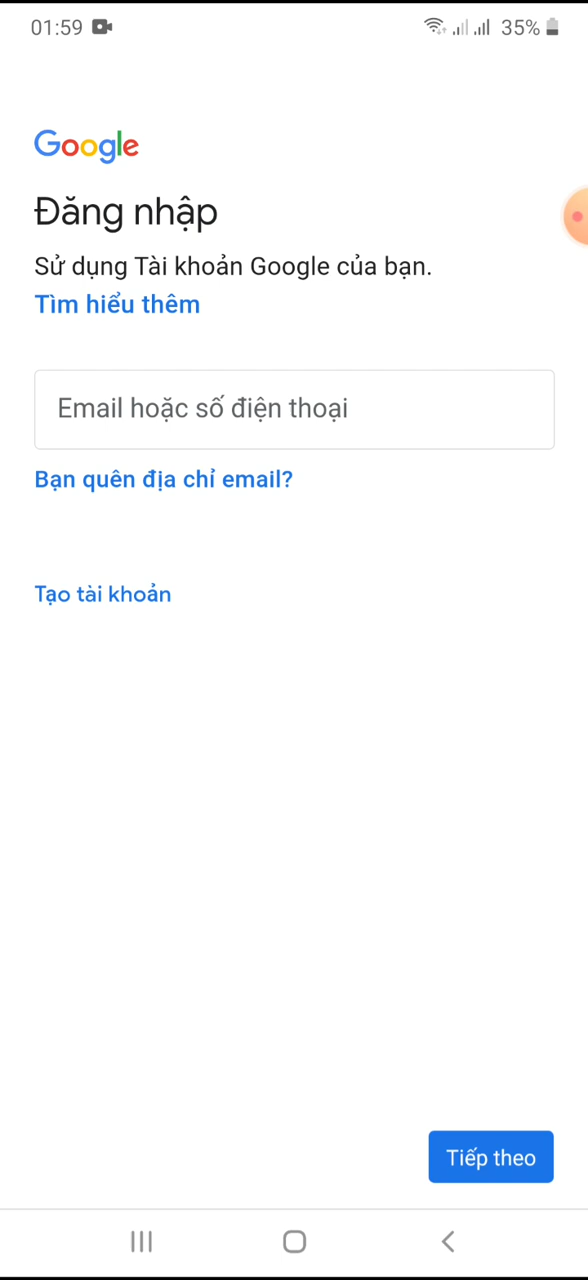 01:59
35%
Google
Đăng nhập
Sử dụng Tài khoản Google của bạn.
Tìm hiểu thêm
Email hoặc số điện thoại
Bạn quên địa chỉ email?
Tạo tài khoản
Tiếp theo